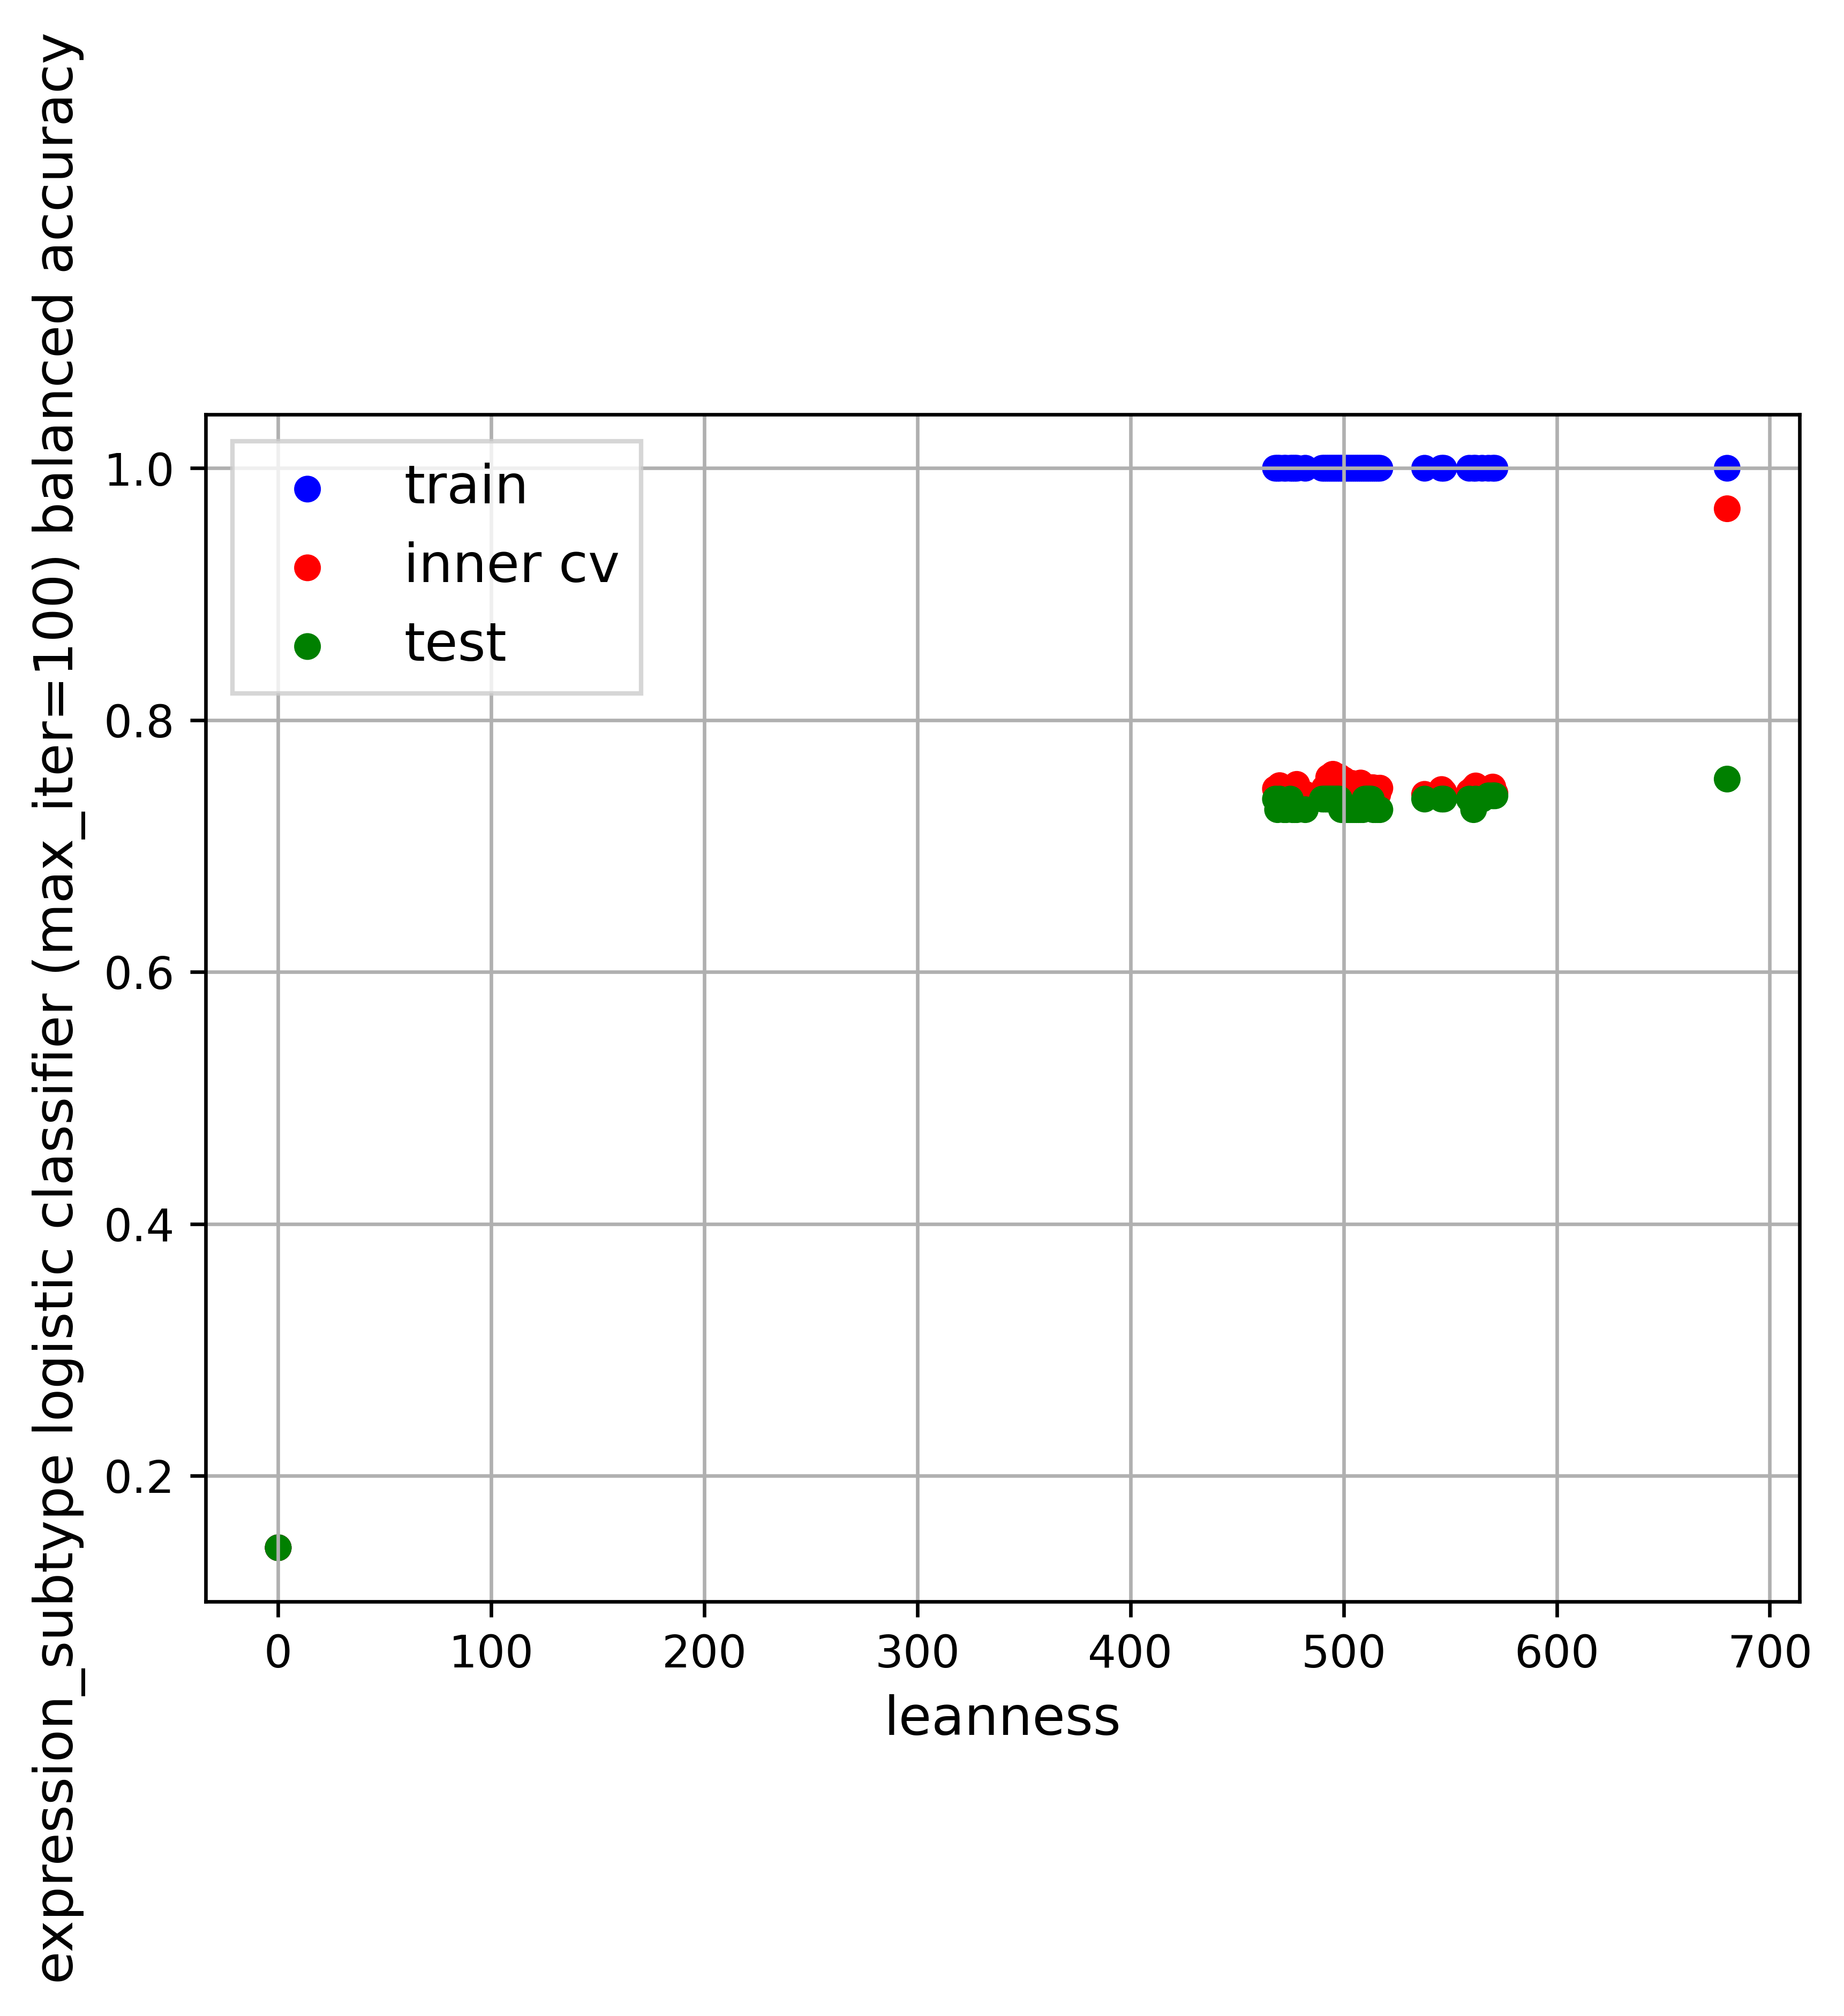 expression_subtype logistic classifier (max_iter=100) balanced accuracy
train
inner cv
test
1.0
0.8
0.6
0.4
0.2
0 100 200 300 400 500 600 700
leanness